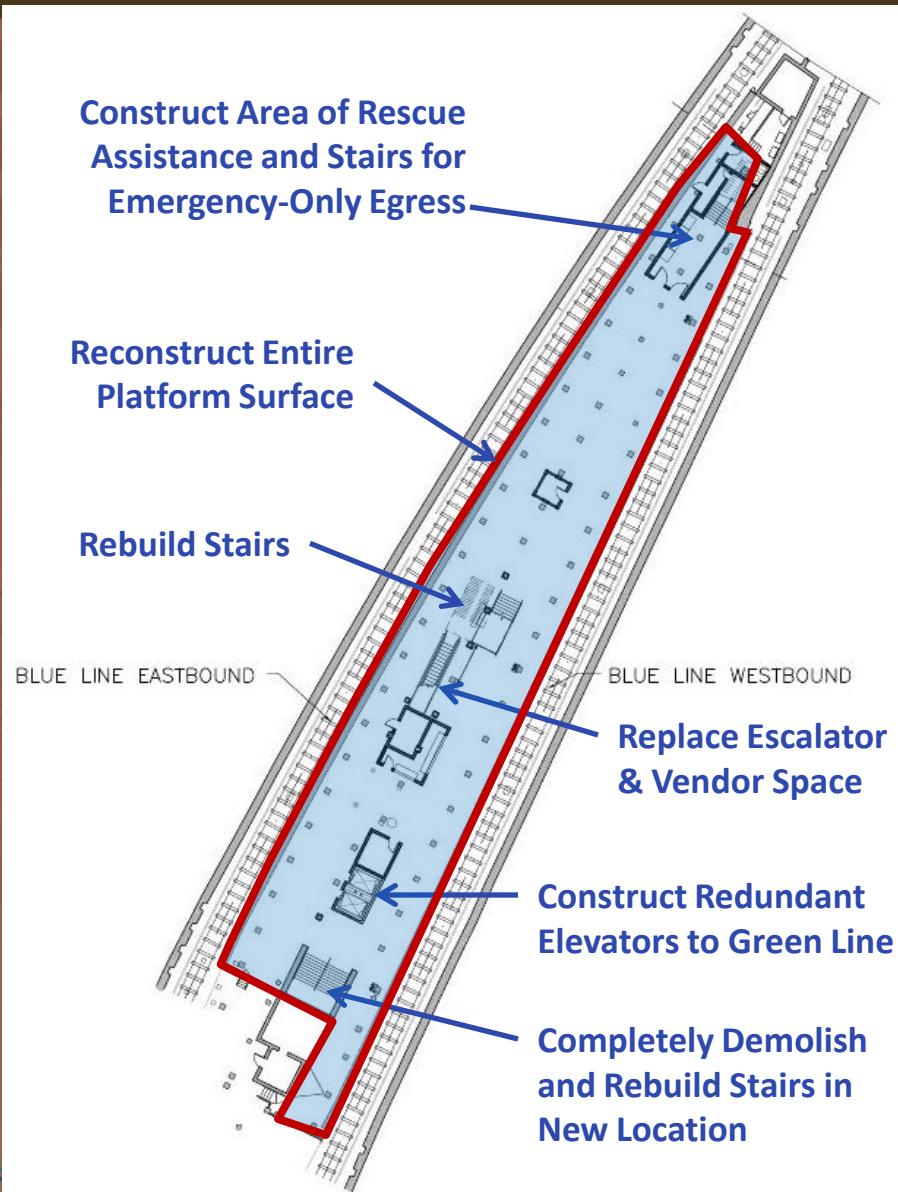 Construct Area of Rescue
Assistance and Stairs for
Emergency-Only Egress
Reconstruct Entire
Platform Surface
Rebuild Stairs
BLUE LINE EASTBOUND
BLUE LINE WESTBOUND
Replace Escalator
& Vendor Space
Construct Redundant
Elevators to Green Line
Completely Demolish
and Rebuild Stairs in
New Location